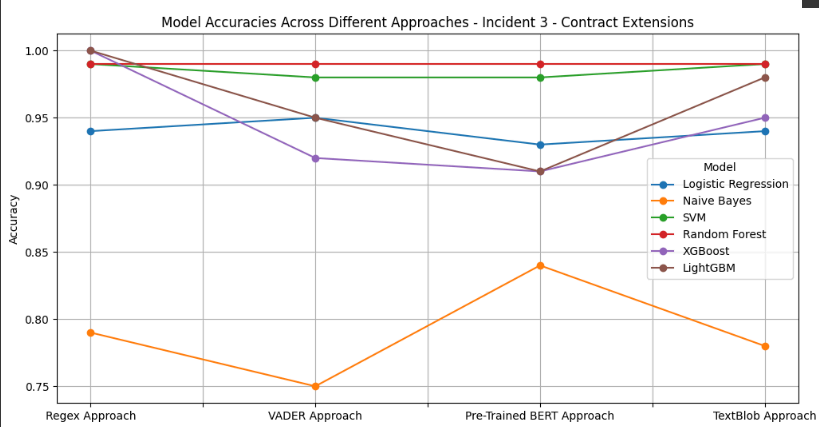 Model Accuracies Across Different Approaches - Incident 3 - Contract Extensions
1.00
0.95
0.90
0.85
0.80
0.75
Accuracy
Model
Logistic Regression
Naive Bayes
SVM
Random Forest
XGBoost
LightGBM
Regex Approach VADER Approach Pre-Trained BERT Approach TextBlob Approach